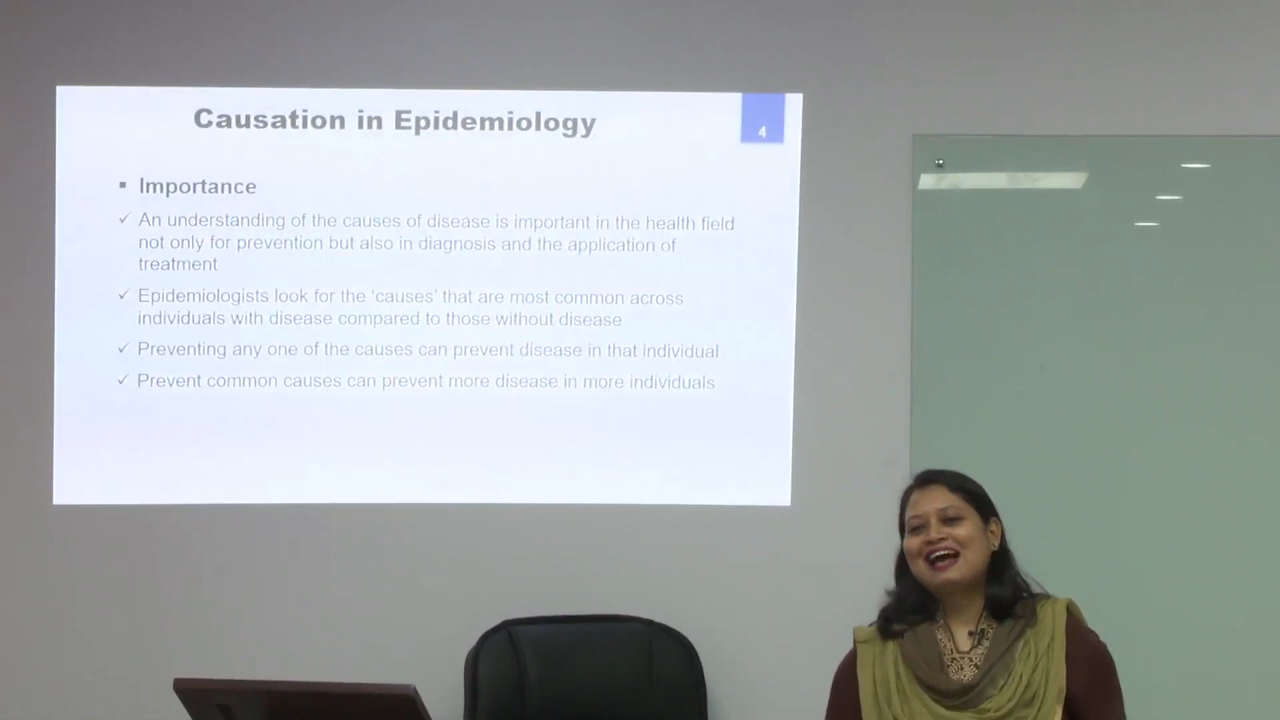 Causation in Epidemiology
4
▪ Importance
✓ An understanding of the causes of disease is important in the health field
not only for prevention but also in diagnosis and the application of
treatment
✓ Epidemiologists look for the ‘causes’ that are most common across
individuals with disease compared to those without disease
✓ Preventing any one of the causes can prevent disease in that individual
✓ Prevent common causes can prevent more disease in more individuals